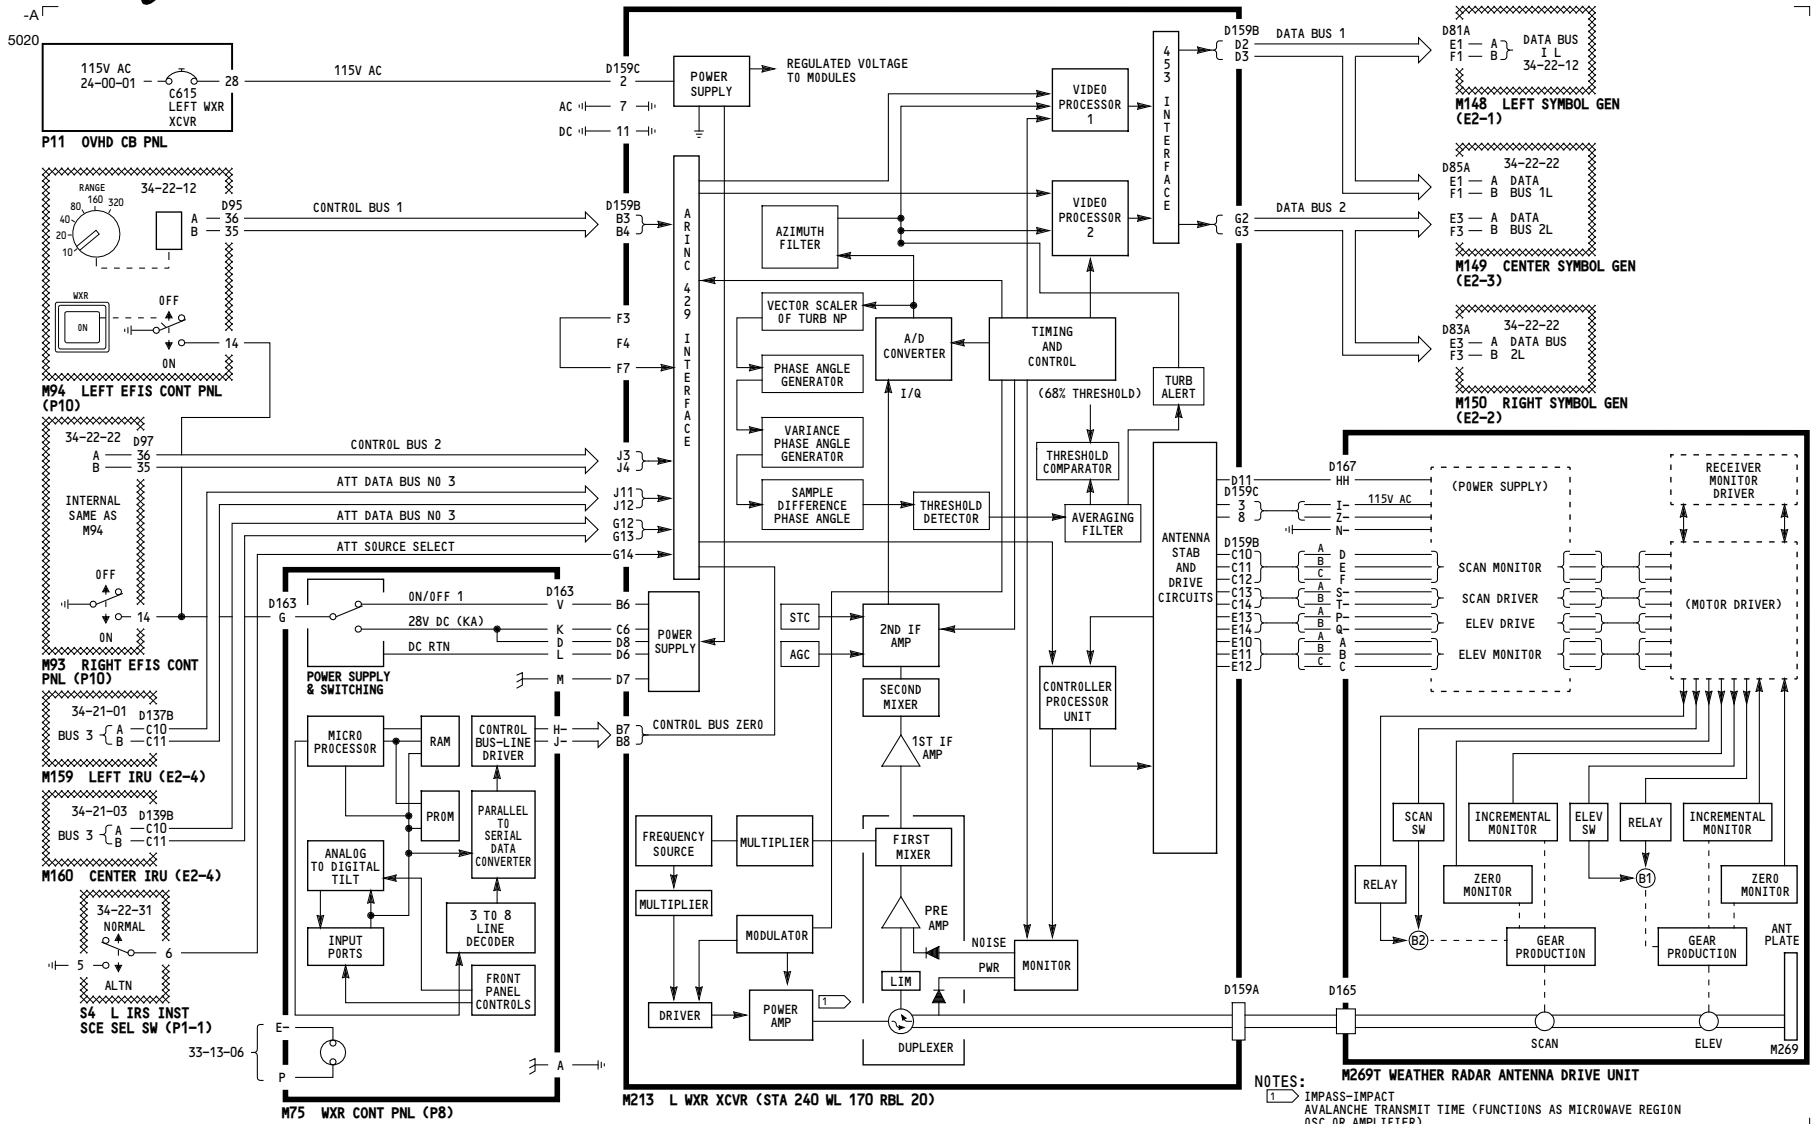 -A
5020
115V AC
24-00-01
C615
LEFT WXR
XCVR
28
P11 OVHD CB PNL
115V AC
D159C
2
AC 7
DC 11
POWER
SUPPLY
REGULATED VOLTAGE
TO MODULES
RANGE
10
20
40
80
160
320
34-22-12
D95
A 36
B 35
CONTROL BUS 1
D159B
B3
B4
WXR
ON
OFF
ON
14
M94 LEFT EFIS CONT PNL
(P10)
F3
F4
F7
34-22-22
D97
A 36
B 35
CONTROL BUS 2
J3
J4
INTERNAL
SAME AS
M94
OFF
ON
14
M93 RIGHT EFIS CONT
PNL (P10)
ATT DATA BUS NO 3
J11
J12
ATT DATA BUS NO 3
G12
G13
ATT SOURCE SELECT
G14
34-21-01
D137B
BUS 3
A C10
B C11
M159 LEFT IRU (E2-4)
34-21-03
D139B
BUS 3
A C10
B C11
M160 CENTER IRU (E2-4)
34-22-31
NORMAL
6
5
ALTN
S4 L IRS INST
SCE SEL SW (P1-1)
33-13-06
E-
P
D163
G
ON/OFF 1
28V DC (KA)
DC RTN
POWER SUPPLY
& SWITCHING
D163
V B6
K C6
D D8
L D6
M D7
POWER
SUPPLY
MICRO
PROCESSOR
RAM
PROM
CONTROL
BUS-LINE
DRIVER
H- B7
J- B8
CONTROL BUS ZERO
PARALLEL
TO
SERIAL
DATA
CONVERTER
ANALOG
TO DIGITAL
TILT
INPUT
PORTS
3 TO 8
LINE
DECODER
FRONT
PANEL
CONTROLS
A
M75 WXR CONT PNL (P8)
ARINC 429 INTERFACE
AZIMUTH
FILTER
VECTOR SCALER
OF TURB NP
PHASE ANGLE
GENERATOR
VARIANCE
PHASE ANGLE
GENERATOR
SAMPLE
DIFFERENCE
PHASE ANGLE
A/D
CONVERTER
I/Q
TIMING
AND
CONTROL
(68% THRESHOLD)
THRESHOLD
COMPARATOR
THRESHOLD
DETECTOR
AVERAGING
FILTER
TURB
ALERT
VIDEO
PROCESSOR
1
VIDEO
PROCESSOR
2
453 INTERFACE
STC
AGC
2ND IF
AMP
SECOND
MIXER
1ST IF
AMP
FIRST
MIXER
FREQUENCY
SOURCE
MULTIPLIER
MULTIPLIER
MODULATOR
DRIVER
POWER
AMP
1
PRE
AMP
LIM
DUPLEXER
NOISE
PWR
MONITOR
CONTROLLER
PROCESSOR
UNIT
ANTENNA
STAB
AND
DRIVE
CIRCUITS
M213 L WXR XCVR (STA 240 WL 170 RBL 20)
D159B
D2
D3
DATA BUS 1
G2
G3
DATA BUS 2
D81A
E1 A
F1 B
DATA BUS
I L
34-22-12
M148 LEFT SYMBOL GEN
(E2-1)
D85A
34-22-22
E1 A DATA
F1 B BUS 1L
E3 A DATA
F3 B BUS 2L
M149 CENTER SYMBOL GEN
(E2-3)
D83A
34-22-22
E3 A DATA BUS
F3 B 2L
M150 RIGHT SYMBOL GEN
(E2-2)
D11
D167
HH
D159C
3
8
I-
115V AC
Z-
N-
D159B
C10 A D
C11 B E
C12 C F
C13 A S-
C14 B T-
E13 A P-
E14 B Q-
E10 A A
E11 B B
E12 C C
(POWER SUPPLY)
SCAN MONITOR
SCAN DRIVER
ELEV DRIVE
ELEV MONITOR
RECEIVER
MONITOR
DRIVER
(MOTOR DRIVER)
SCAN
SW
INCREMENTAL
MONITOR
ELEV
SW
RELAY
INCREMENTAL
MONITOR
RELAY
ZERO
MONITOR
B1
ZERO
MONITOR
B2
GEAR
PRODUCTION
GEAR
PRODUCTION
ANT
PLATE
D159A
D165
SCAN
ELEV
M269
M269T WEATHER RADAR ANTENNA DRIVE UNIT
NOTES:
1 IMPASS-IMPACT
AVALANCHE TRANSMIT TIME (FUNCTIONS AS MICROWAVE REGION
OSC OR AMPLIFIER)